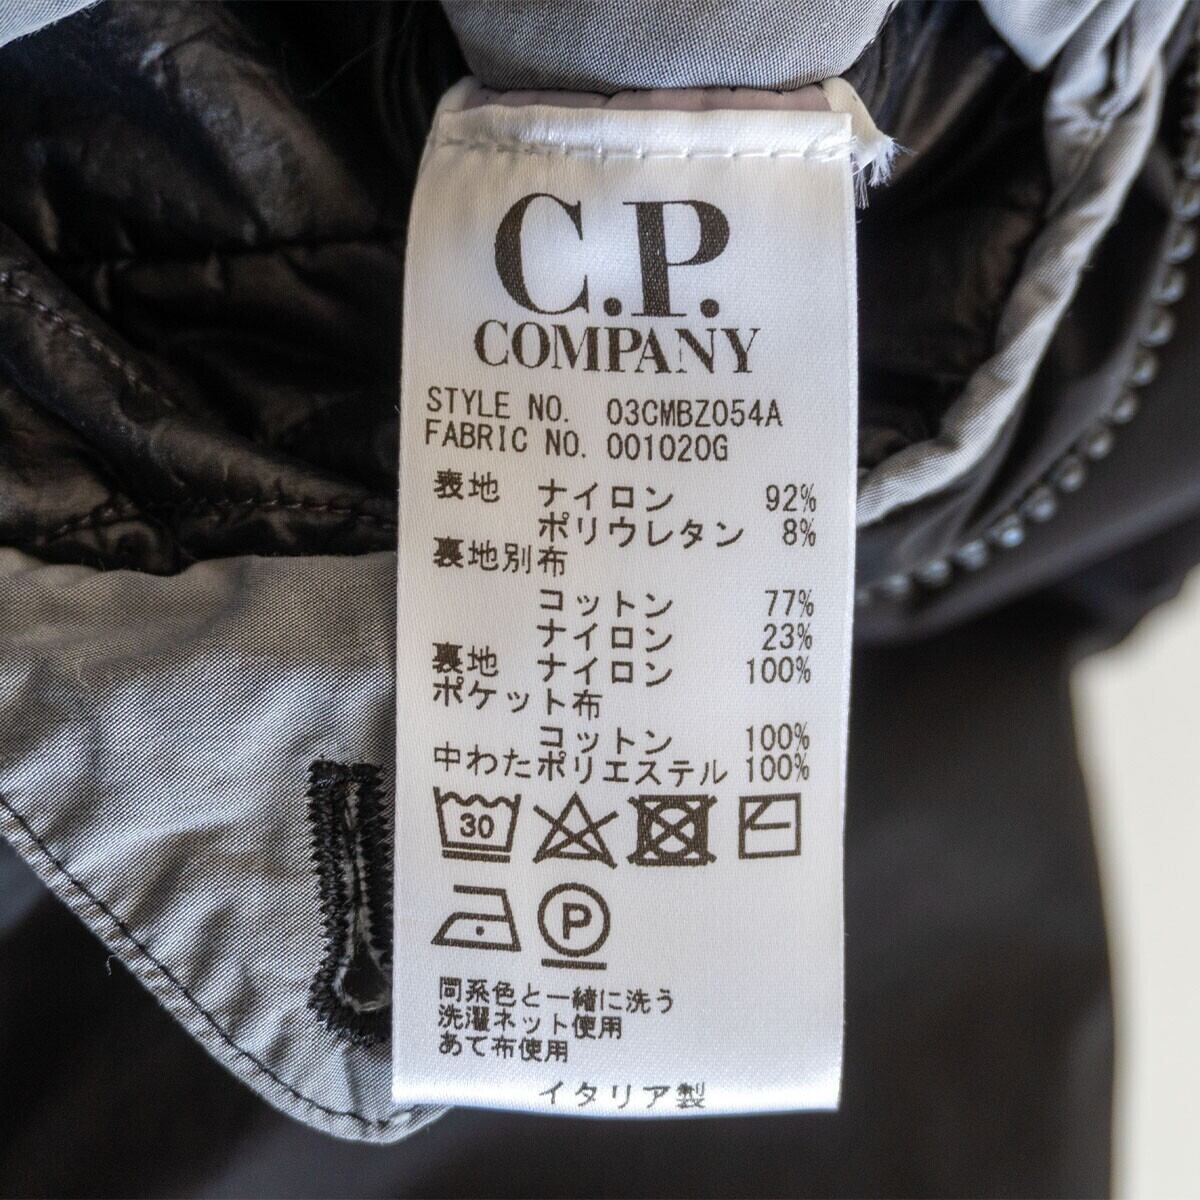 C.P.
COMPANY
STYLE NO. 03CMBZ054A
FABRIC NO. 001020G
表地 ナイロン 92%
ポリウレタン 8%
裏地別布
コットン 77%
ナイロン 23%
裏地 ナイロン 100%
ポケット布
コットン 100%
中わたポリエステル 100%
30
P
同系色と一緒に洗う
洗濯ネット使用
あて布使用
イタリア製